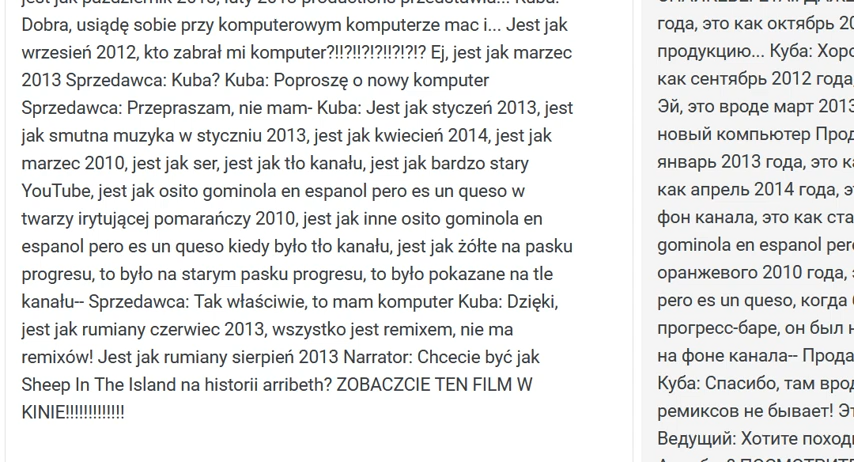 jest jak październik 2013, luty 2013 productions przedstawia... Kuba:
Dobra, usiądę sobie przy komputerowym komputerze mac i... Jest jak
wrzesień 2012, kto zabrał mi komputer?!!?!!?!?!!?!?!? Ej, jest jak marzec
2013 Sprzedawca: Kuba? Kuba: Poproszę o nowy komputer
Sprzedawca: Przepraszam, nie mam- Kuba: Jest jak styczeń 2013, jest
jak smutna muzyka w styczniu 2013, jest jak kwiecień 2014, jest jak
marzec 2010, jest jak ser, jest jak tło kanału, jest jak bardzo stary
YouTube, jest jak osito gominola en espanol pero es un queso w
twarzy irytującej pomarańczy 2010, jest jak inne osito gominola en
espanol pero es un queso kiedy było tło kanału, jest jak żółte na pasku
progresu, to było na starym pasku progresu, to było pokazane na tle
kanału-- Sprzedawca: Tak właściwie, to mam komputer Kuba: Dzięki,
jest jak rumiany czerwiec 2013, wszystko jest remixem, nie ma
remixów! Jest jak rumiany sierpień 2013 Narrator: Chcecie być jak
Sheep In The Island na historii arribeth? ZOBACZCIE TEN FILM W
KINIE!!!!!!!!!!!!!
года, это как октябрь 20
продукцию... Куба: Хоро
как сентябрь 2012 года,
Эй, это вроде март 2013
новый компьютер Прод
январь 2013 года, это ка
как апрель 2014 года, э
фон канала, это как ста
gominola en espanol per
оранжевого 2010 года, 
pero es un queso, когда
прогресс-баре, он был н
на фоне канала-- Прода
Куба: Спасибо, там врод
ремиксов не бывает! Эт
Ведущий: Хотите поход